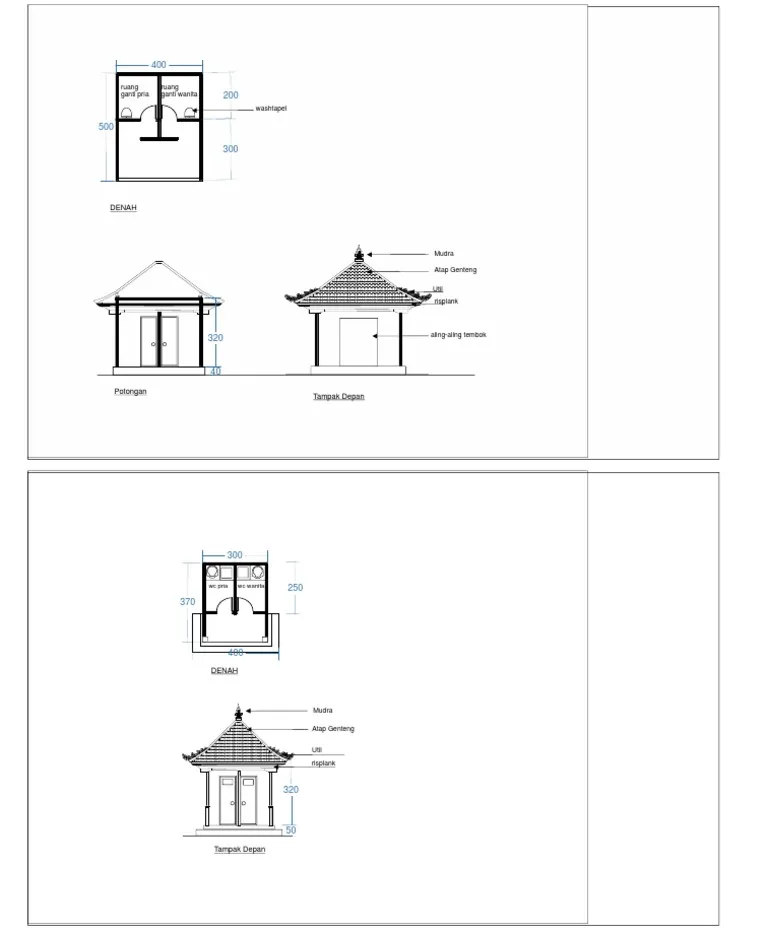 400
ruang
ganti pria
ruang
ganti wanita
200
washtapel
500
300
DENAH
Mudra
Atap Genteng
Util
risplank
320
aling-aling tembok
40
Potongan
Tampak Depan
300
wc pria
wc wanita
250
370
400
DENAH
Mudra
Atap Genteng
Util
risplank
320
50
Tampak Depan